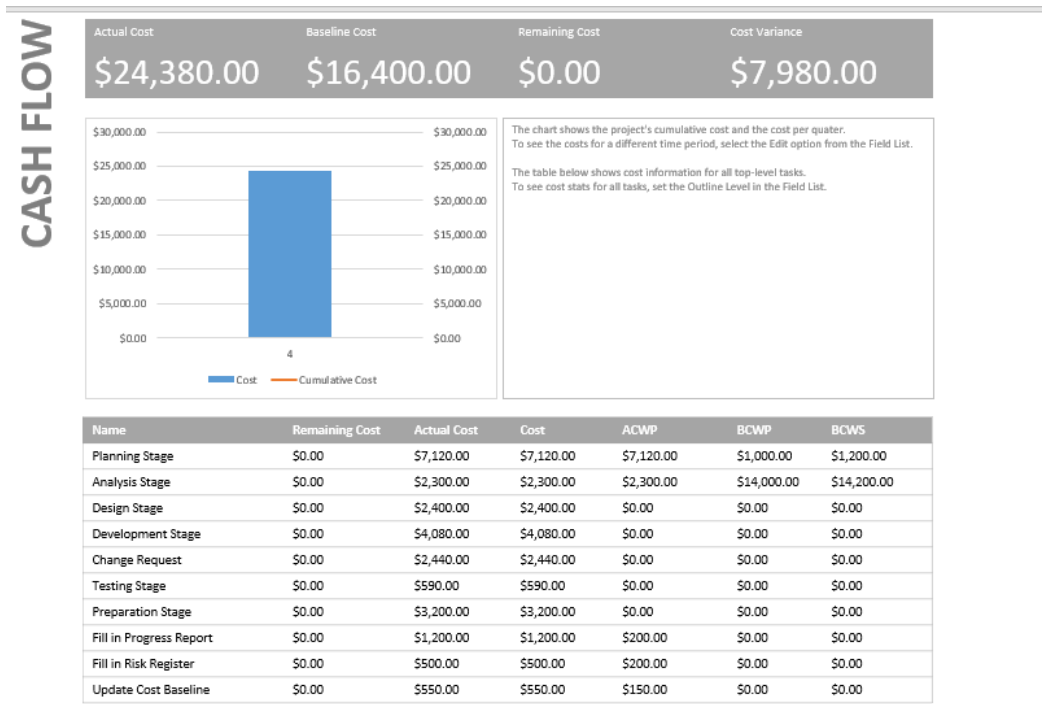 CASH FLOW
Actual Cost Baseline Cost Remaining Cost Cost Variance
$24,380.00 $16,400.00 $0.00 $7,980.00
$30,000.00 $30,000.00
$25,000.00 $25,000.00
$20,000.00 $20,000.00
$15,000.00 $15,000.00
$10,000.00 $10,000.00
$5,000.00 $5,000.00
$0.00 $0.00
4
Cost Cumulative Cost
The chart shows the project's cumulative cost and the cost per quater.
To see the costs for a different time period, select the Edit option from the Field List.
The table below shows cost information for all top-level tasks.
To see cost stats for all tasks, set the Outline Level in the Field List.
Name Remaining Cost Actual Cost Cost ACWP BCWP BCWS
Planning Stage $0.00 $7,120.00 $7,120.00 $7,120.00 $1,000.00 $1,200.00
Analysis Stage $0.00 $2,300.00 $2,300.00 $2,300.00 $14,000.00 $14,200.00
Design Stage $0.00 $2,400.00 $2,400.00 $0.00 $0.00 $0.00
Development Stage $0.00 $4,080.00 $4,080.00 $0.00 $0.00 $0.00
Change Request $0.00 $2,440.00 $2,440.00 $0.00 $0.00 $0.00
Testing Stage $0.00 $590.00 $590.00 $0.00 $0.00 $0.00
Preparation Stage $0.00 $3,200.00 $3,200.00 $0.00 $0.00 $0.00
Fill in Progress Report $0.00 $1,200.00 $1,200.00 $200.00 $0.00 $0.00
Fill in Risk Register $0.00 $500.00 $500.00 $200.00 $0.00 $0.00
Update Cost Baseline $0.00 $550.00 $550.00 $150.00 $0.00 $0.00